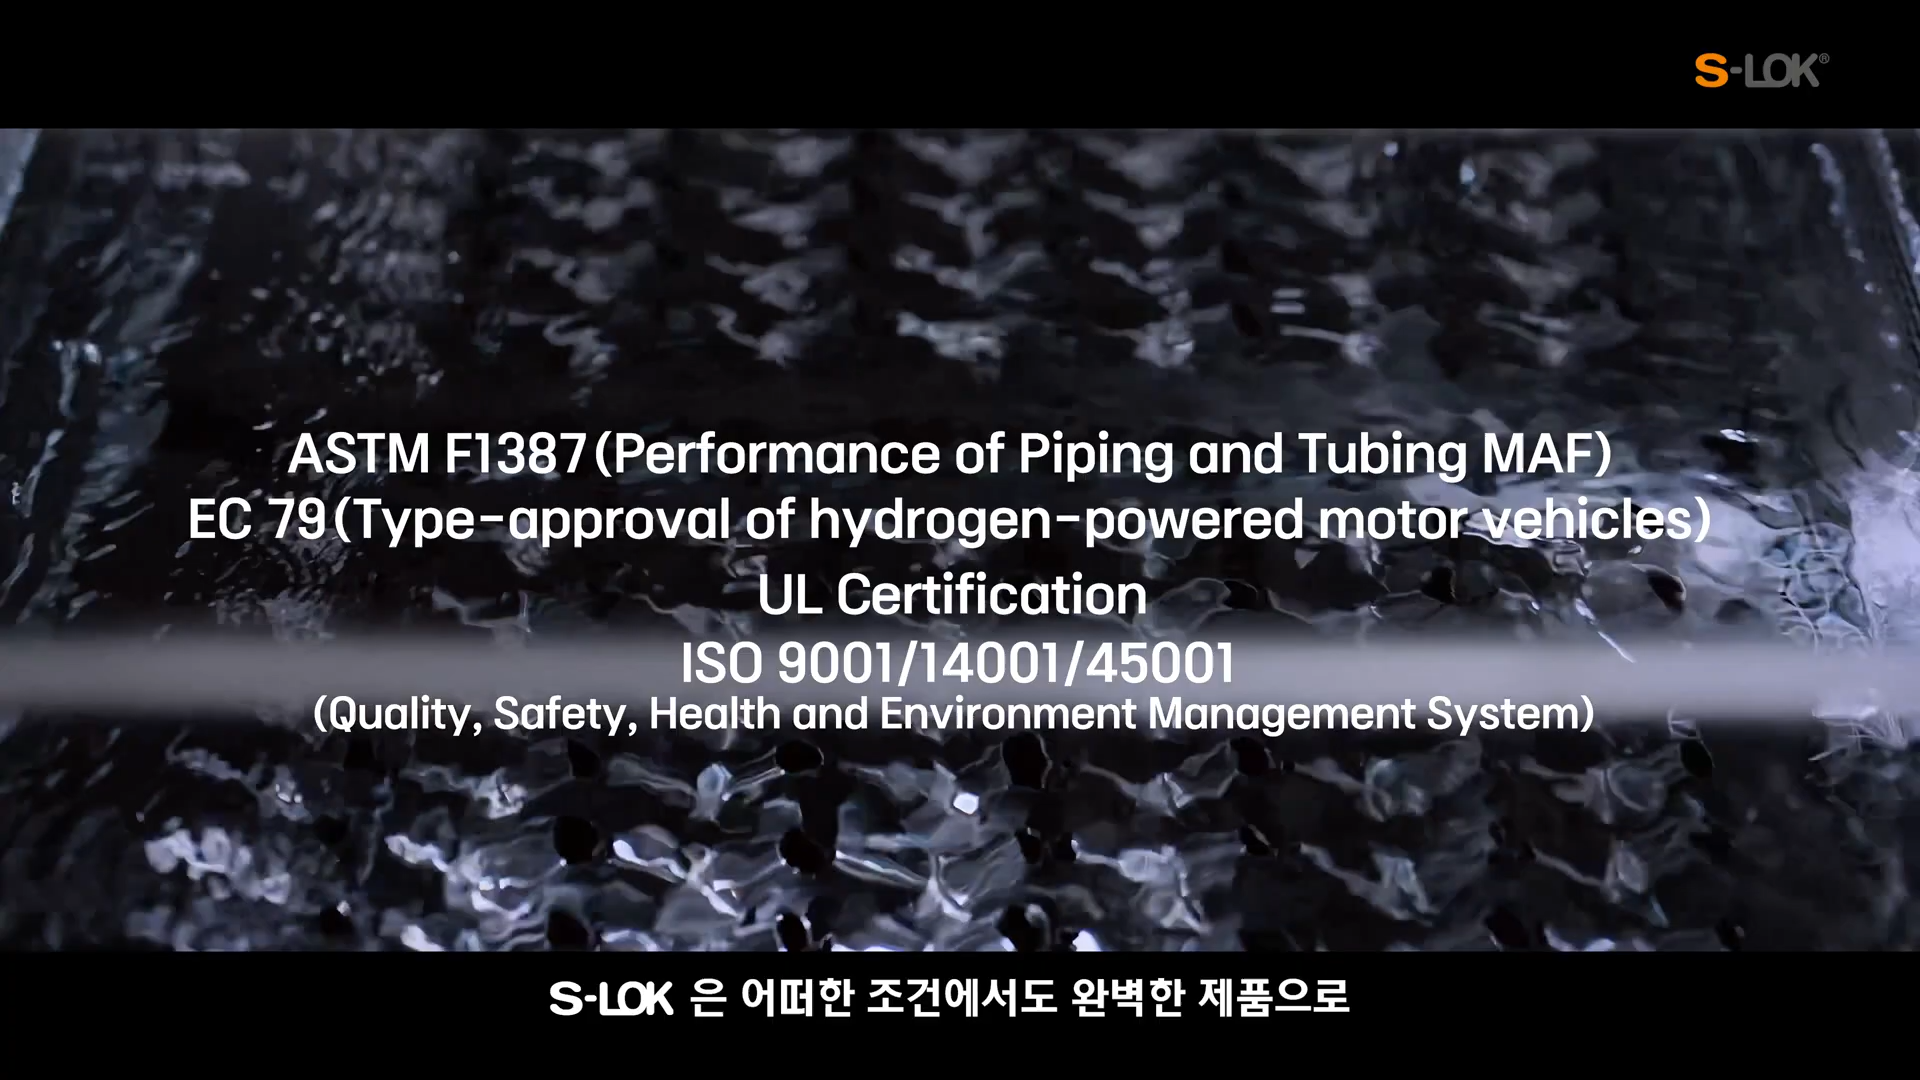 S-LOK®
ASTM F1387(Performance of Piping and Tubing MAF)
EC 79(Type-approval of hydrogen-powered motor vehicles)
UL Certification
ISO 9001/14001/45001
(Quality, Safety, Health and Environment Management System)
S-LOK 은 어떠한 조건에서도 완벽한 제품으로